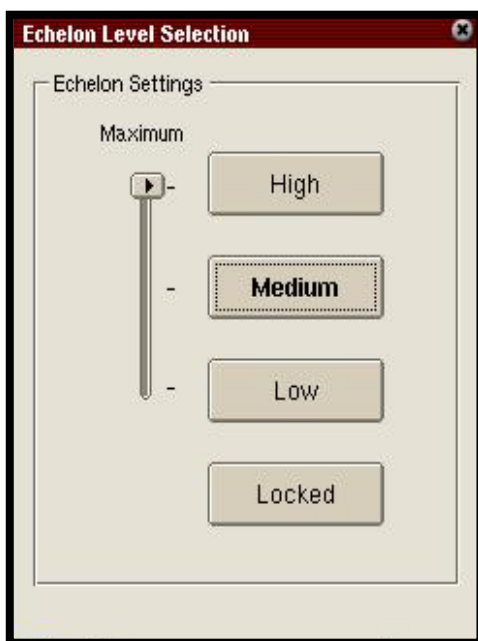 Echelon Level Selection
Echelon Settings
Maximum
High
Medium
Low
Locked